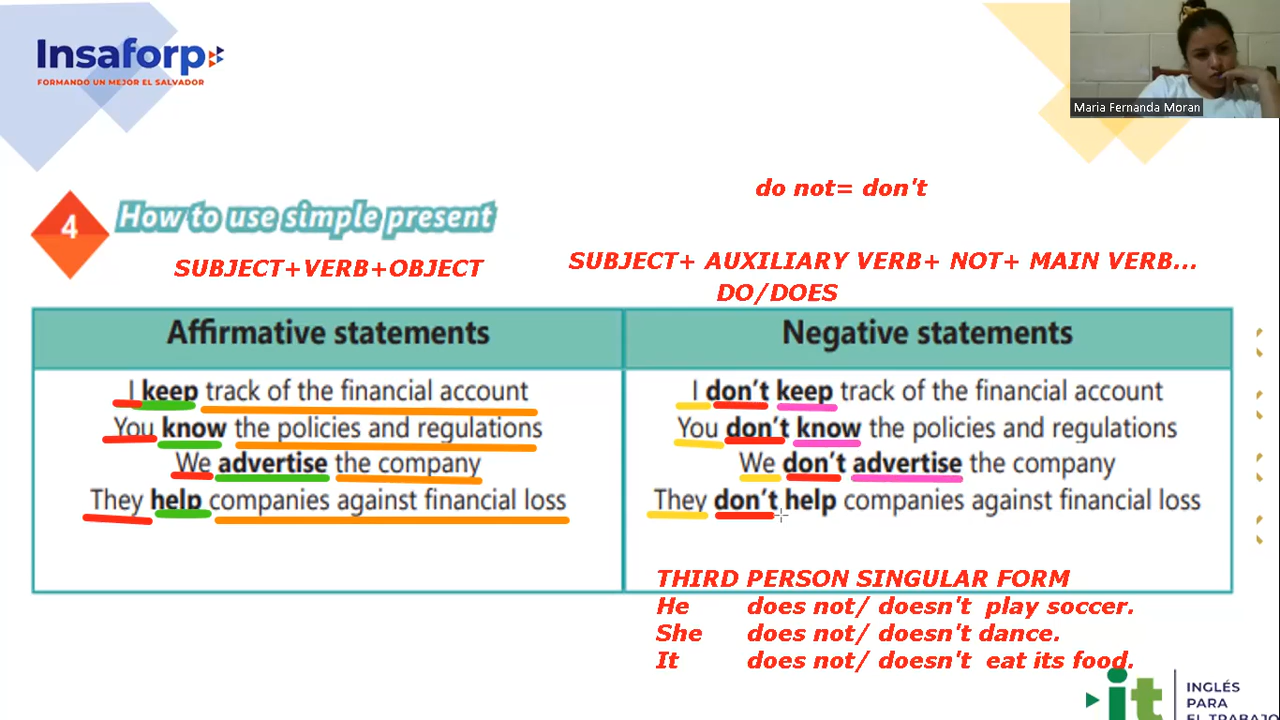 Insaforp
FORMANDO UN MEJOR EL SALVADOR
Maria Fernanda Moran
do not= don't
4
How to use simple present
SUBJECT+VERB+OBJECT
SUBJECT+ AUXILIARY VERB+ NOT+ MAIN VERB...
DO/DOES
Affirmative statements
I keep track of the financial account
You know the policies and regulations
We advertise the company
They help companies against financial loss
Negative statements
I don't keep track of the financial account
You don't know the policies and regulations
We don't advertise the company
They don't help companies against financial loss
THIRD PERSON SINGULAR FORM
He does not/ doesn't play soccer.
She does not/ doesn't dance.
It does not/ doesn't eat its food.
it
INGLÉS
PARA
EL TRABAJO